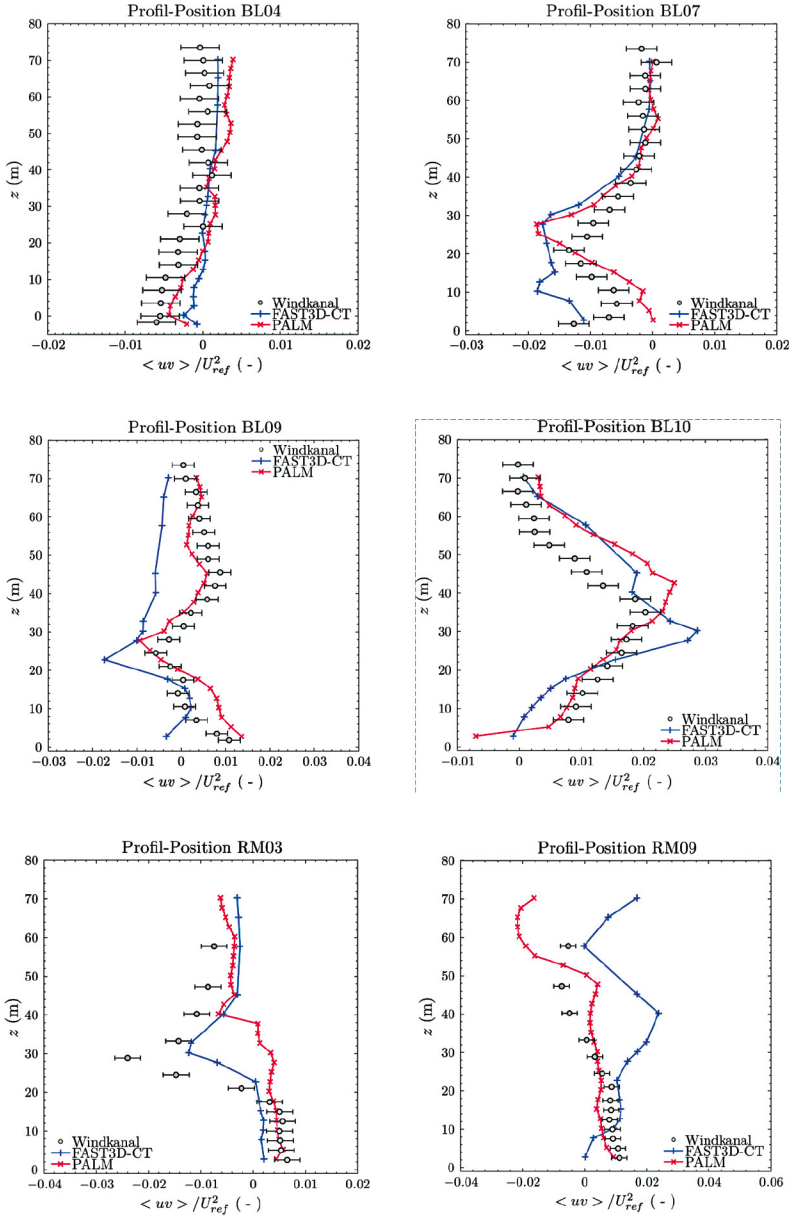 Profil-Position BL04
80
70
60
50
40
30
20
10
0
z (m)
Windkanal
FAST3D-CT
PALM
−0.02 −0.01 0 0.01 0.02
< uv > /U²ref ( - )
Profil-Position BL07
80
70
60
50
40
30
20
10
0
z (m)
Windkanal
FAST3D-CT
PALM
−0.03 −0.02 −0.01 0 0.01 0.02
< uv > /U²ref ( - )
Profil-Position BL09
80
70
60
50
40
30
20
10
0
z (m)
Windkanal
FAST3D-CT
PALM
−0.03 −0.02 −0.01 0 0.01 0.02 0.03 0.04
< uv > /U²ref ( - )
Profil-Position BL10
80
70
60
50
40
30
20
10
0
z (m)
Windkanal
FAST3D-CT
PALM
−0.01 0 0.01 0.02 0.03 0.04
< uv > /U²ref ( - )
Profil-Position RM03
80
70
60
50
40
30
20
10
0
z (m)
Windkanal
FAST3D-CT
PALM
−0.04 −0.03 −0.02 −0.01 0 0.01 0.02
< uv > /U²ref ( - )
Profil-Position RM09
80
70
60
50
40
30
20
10
0
z (m)
Windkanal
FAST3D-CT
PALM
−0.04 −0.02 0 0.02 0.04 0.06
< uv > /U²ref ( - )